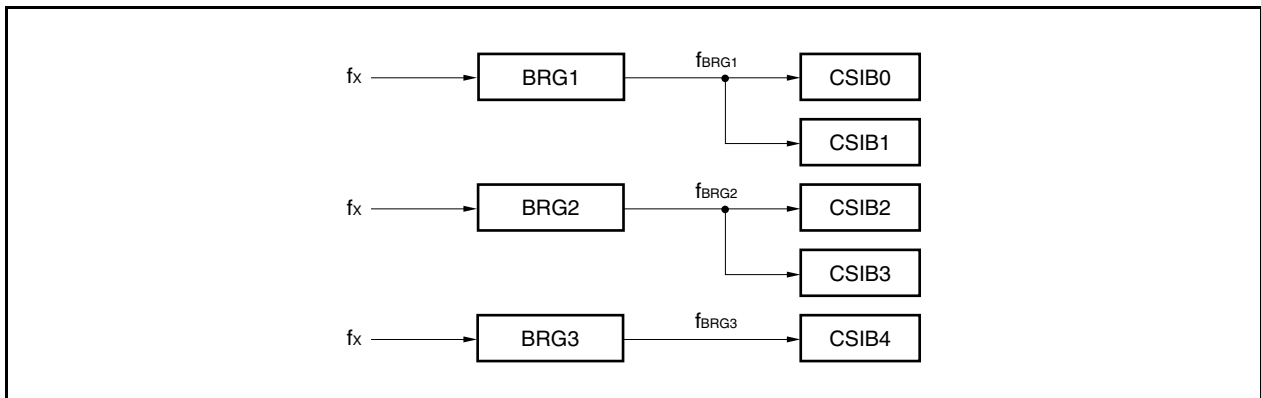 fX BRG1 fBRG1 CSIB0
CSIB1
fX BRG2 fBRG2 CSIB2
CSIB3
fX BRG3 fBRG3 CSIB4